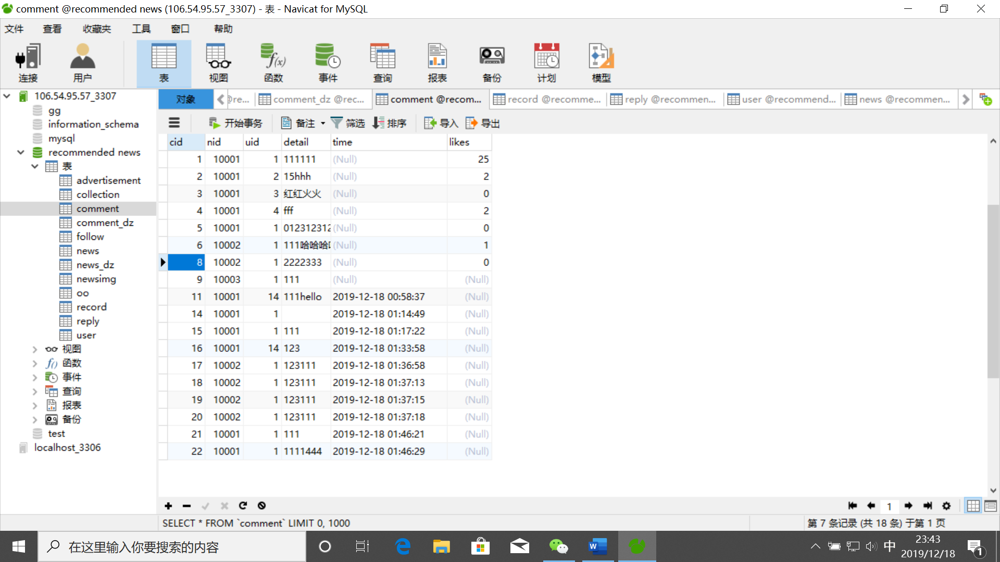 comment @recommended news (106.54.95.57_3307) - 表 - Navicat for MySQL
文件 查看 收藏夹 工具 窗口 帮助
连接 用户 表 视图 函数 事件 查询 报表 备份 计划 模型
106.54.95.57_3307
gg
information_schema
mysql
recommended news
表
advertisement
collection
comment
comment_dz
follow
news
news_dz
newsimg
oo
record
reply
user
视图
函数
事件
查询
报表
备份
test
localhost_3306
对象 @re... comment_dz @rec... comment @recom... record @recomme... reply @recommen... user @recommend... news @recommen...
开始事务 备注 筛选 排序 导入 导出
cid nid uid detail time likes
1 10001 1 111111 (Null) 25
2 10001 2 15hhh (Null) 2
3 10001 3 红红火火 (Null) 0
4 10001 4 fff (Null) 2
5 10001 1 012312312 (Null) 0
6 10002 1 111哈哈哈 (Null) 1
8 10002 1 2222333 (Null) 0
9 10003 1 111 (Null) (Null)
11 10001 14 111hello 2019-12-18 00:58:37 (Null)
14 10001 1 2019-12-18 01:14:49 (Null)
15 10001 1 111 2019-12-18 01:17:22 (Null)
16 10001 14 123 2019-12-18 01:33:58 (Null)
17 10002 1 123111 2019-12-18 01:36:58 (Null)
18 10002 1 123111 2019-12-18 01:37:13 (Null)
19 10002 1 123111 2019-12-18 01:37:15 (Null)
20 10002 1 123111 2019-12-18 01:37:18 (Null)
21 10001 1 111 2019-12-18 01:46:21 (Null)
22 10001 1 1111444 2019-12-18 01:46:29 (Null)
1
SELECT * FROM `comment` LIMIT 0, 1000
第 7 条记录 (共 18 条) 于第 1 页
在这里输入你要搜索的内容
中
23:43
2019/12/18
1